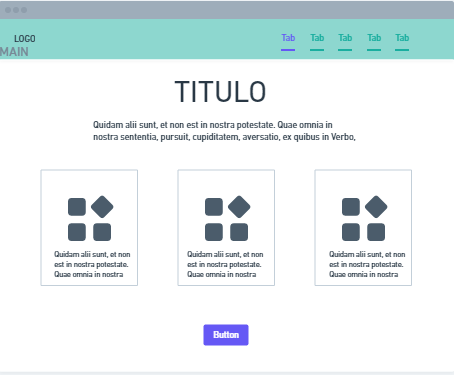 LOGO
MAIN
Tab Tab Tab Tab Tab
TITULO
Quidam alii sunt, et non est in nostra potestate. Quae omnia in
nostra sententia, pursuit, cupiditatem, aversatio, ex quibus in Verbo,
Quidam alii sunt, et non
est in nostra potestate.
Quae omnia in nostra
Quidam alii sunt, et non
est in nostra potestate.
Quae omnia in nostra
Quidam alii sunt, et non
est in nostra potestate.
Quae omnia in nostra
Button